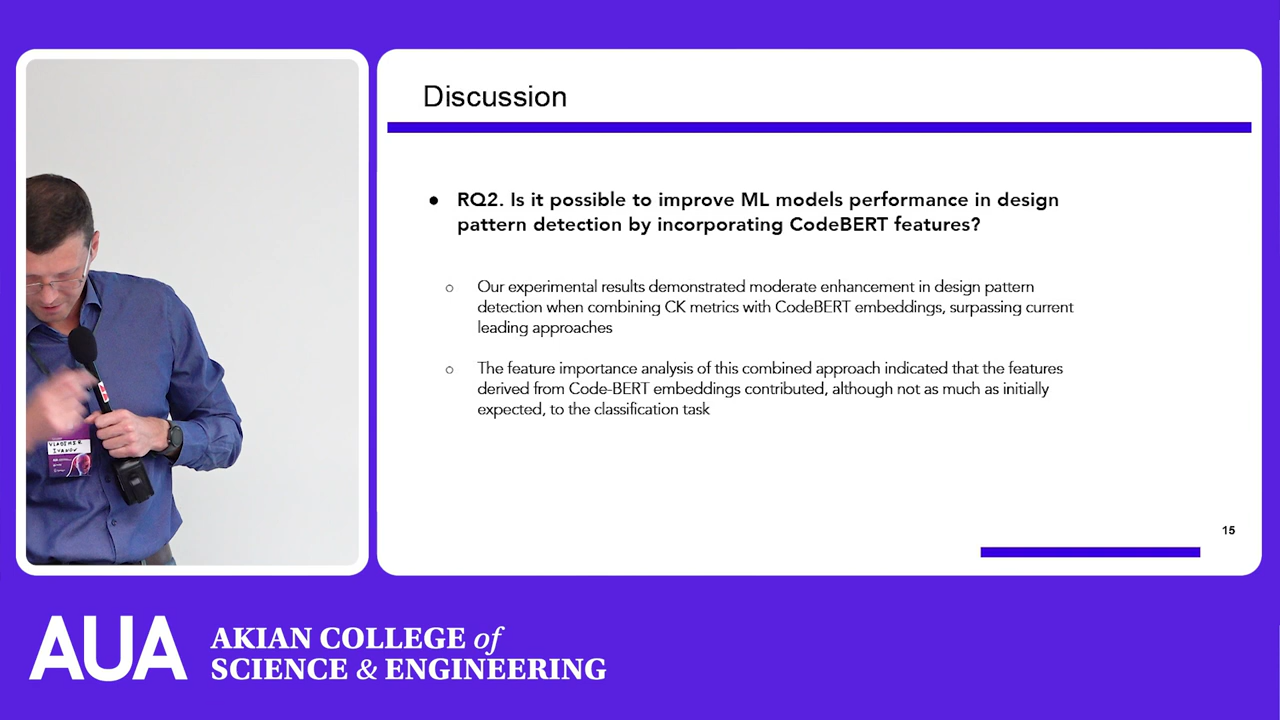 Discussion
● RQ2. Is it possible to improve ML models performance in design
pattern detection by incorporating CodeBERT features?
○ Our experimental results demonstrated moderate enhancement in design pattern
detection when combining CK metrics with CodeBERT embeddings, surpassing current
leading approaches
○ The feature importance analysis of this combined approach indicated that the features
derived from Code-BERT embeddings contributed, although not as much as initially
expected, to the classification task
15
VLADIMIR
IVANOV
AUA
AKIAN COLLEGE of
SCIENCE & ENGINEERING